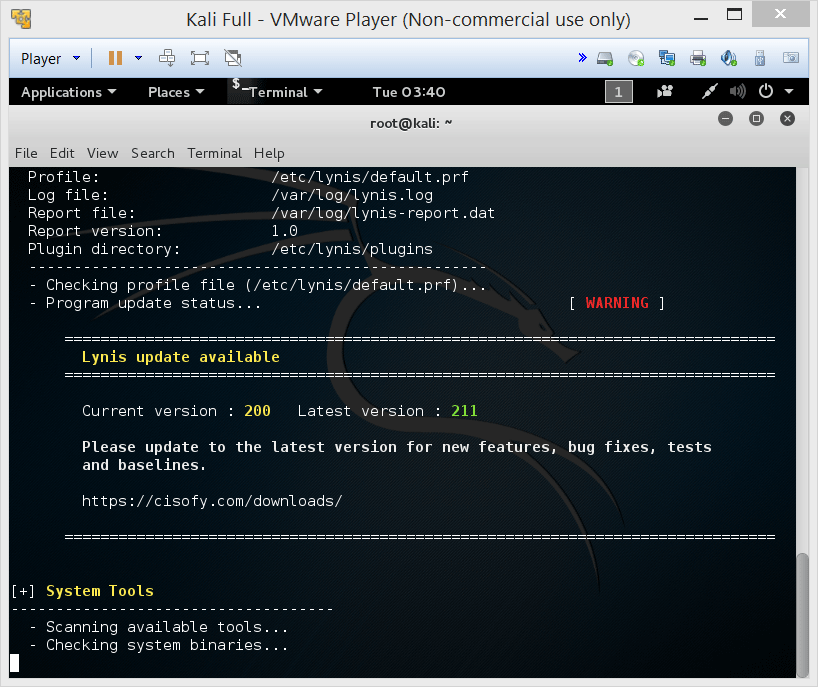 Kali Full - VMware Player (Non-commercial use only)
Player
Applications Places $_ Terminal Tue 03:40 1
root@kali: ~
File Edit View Search Terminal Help
Profile: /etc/lynis/default.prf
Log file: /var/log/lynis.log
Report file: /var/log/lynis-report.dat
Report version: 1.0
Plugin directory: /etc/lynis/plugins
---------------------------------------------------
- Checking profile file (/etc/lynis/default.prf)...
- Program update status... [ WARNING ]
===============================================================================
Lynis update available
===============================================================================
Current version : 200 Latest version : 211
Please update to the latest version for new features, bug fixes, tests
and baselines.
https://cisofy.com/downloads/
===============================================================================
[+] System Tools
------------------------------------
- Scanning available tools...
- Checking system binaries...